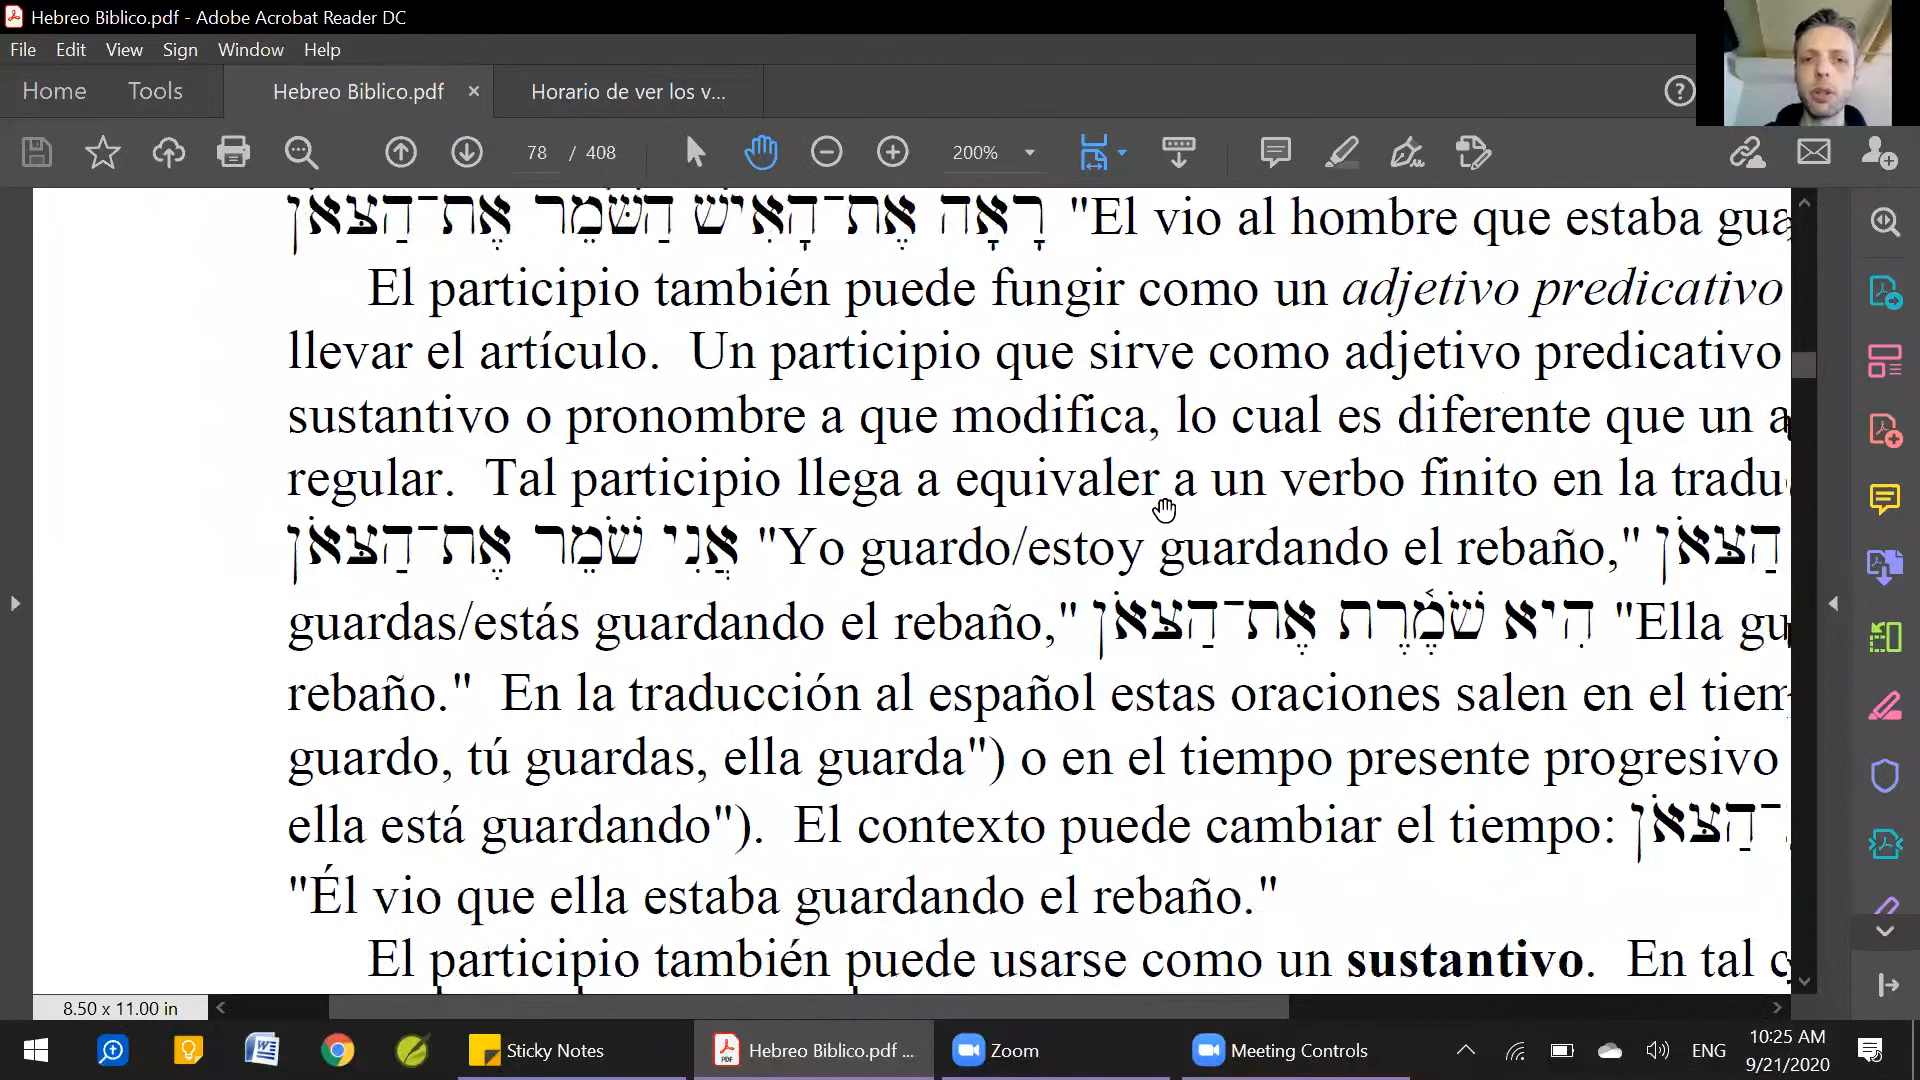 Hebreo Biblico.pdf - Adobe Acrobat Reader DC
File Edit View Sign Window Help
Home Tools Hebreo Biblico.pdf × Horario de ver los v... ?
78 / 408 200%
רָאָה אֶת־הָאִישׁ הַשֹּׁמֵר אֶת־הַצֹּאן "El vio al hombre que estaba
El participio también puede fungir como un adjetivo predicativo
llevar el artículo. Un participio que sirve como adjetivo predicativo
sustantivo o pronombre a que modifica, lo cual es diferente que un
regular. Tal participio llega a equivaler a un verbo finito en la
אֲנִי שֹׁמֵר אֶת־הַצֹּאן "Yo guardo/estoy guardando el rebaño," הַצֹּאן
guardas/estás guardando el rebaño," הִיא שֹׁמֶ֫רֶת אֶת־הַצֹּאן "Ella
rebaño." En la traducción al español estas oraciones salen en el
guardo, tú guardas, ella guarda") o en el tiempo presente progresivo
ella está guardando"). El contexto puede cambiar el tiempo: ־הַצֹּאן
"Él vio que ella estaba guardando el rebaño."
El participio también puede usarse como un sustantivo. En tal
8.50 x 11.00 in
Sticky Notes Hebreo Biblico.pdf ... Zoom Meeting Controls ENG 10:25 AM
9/21/2020